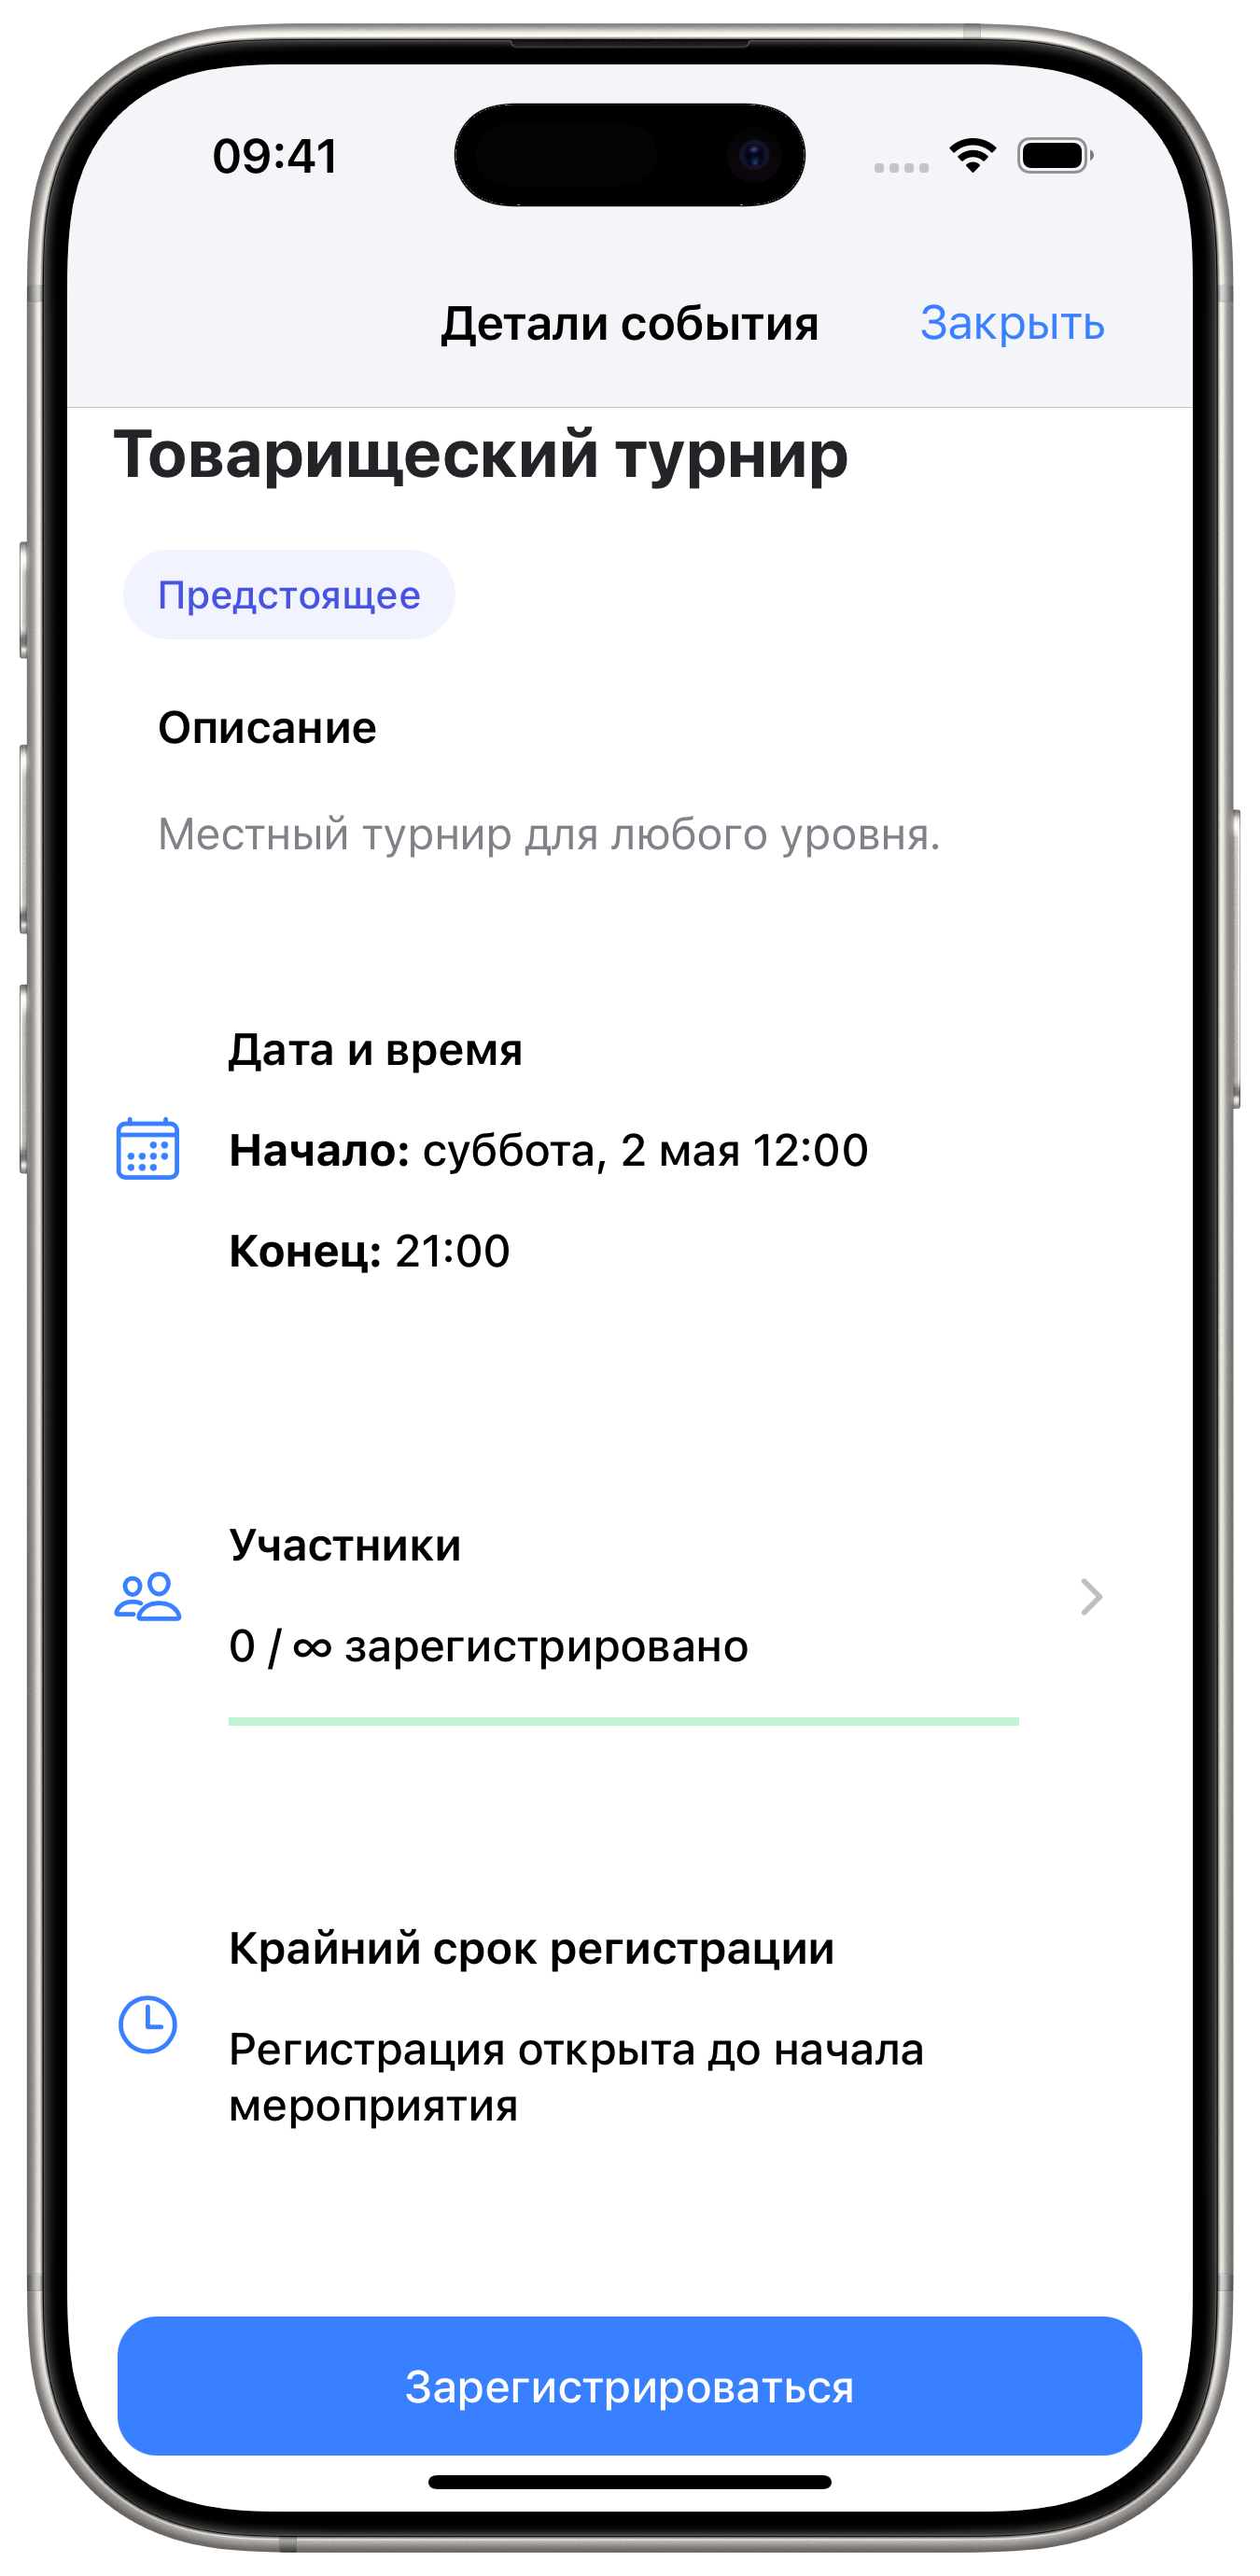 09:41
Детали события
Закрыть
Товарищеский турнир
Предстоящее
Описание
Местный турнир для любого уровня.
Дата и время
Начало: суббота, 2 мая 12:00
Конец: 21:00
Участники
0 / ∞ зарегистрировано
Крайний срок регистрации
Регистрация открыта до начала
мероприятия
Зарегистрироваться